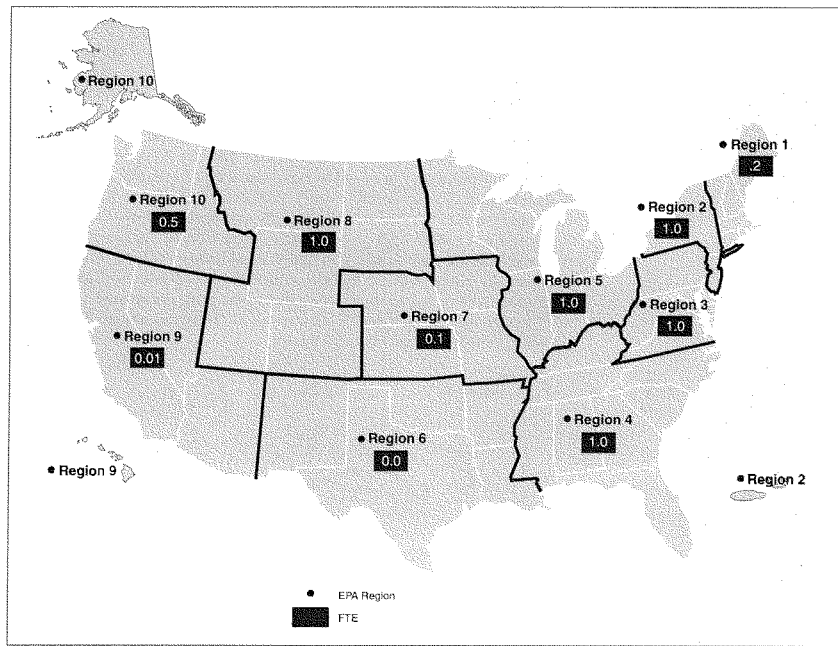 Region 10
Region 1
.2
Region 10
0.5
Region 2
1.0
Region 8
1.0
Region 5
1.0
Region 3
1.0
Region 7
0.1
Region 9
0.01
Region 4
1.0
Region 6
0.0
Region 9
Region 2
EPA Region
FTE